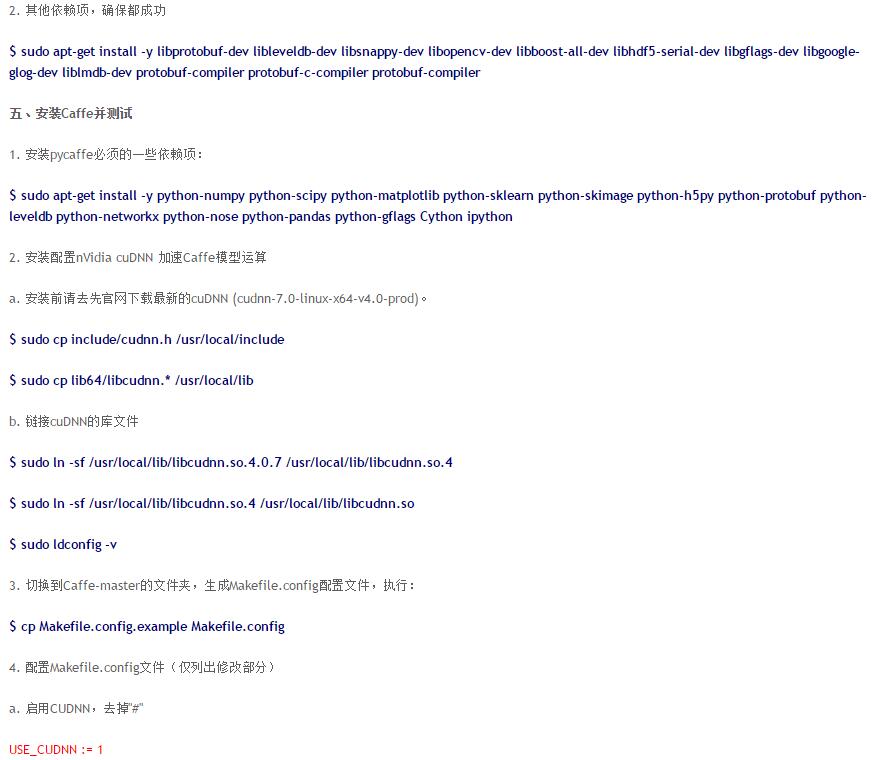 2. 其他依赖项，确保都成功
$ sudo apt-get install -y libprotobuf-dev libleveldb-dev libsnappy-dev libopencv-dev libboost-all-dev libhdf5-serial-dev libgflags-dev libgoogle-
glog-dev liblmdb-dev protobuf-compiler protobuf-c-compiler protobuf-compiler
五、安装Caffe并测试
1. 安装pycaffe必须的一些依赖项：
$ sudo apt-get install -y python-numpy python-scipy python-matplotlib python-sklearn python-skimage python-h5py python-protobuf python-
leveldb python-networkx python-nose python-pandas python-gflags Cython ipython
2. 安装配置nVidia cuDNN 加速Caffe模型运算
a. 安装前请去先官网下载最新的cuDNN (cudnn-7.0-linux-x64-v4.0-prod)。
$ sudo cp include/cudnn.h /usr/local/include
$ sudo cp lib64/libcudnn.* /usr/local/lib
b. 链接cuDNN的库文件
$ sudo ln -sf /usr/local/lib/libcudnn.so.4.0.7 /usr/local/lib/libcudnn.so.4
$ sudo ln -sf /usr/local/lib/libcudnn.so.4 /usr/local/lib/libcudnn.so
$ sudo ldconfig -v
3. 切换到Caffe-master的文件夹，生成Makefile.config配置文件，执行：
$ cp Makefile.config.example Makefile.config
4. 配置Makefile.config文件（仅列出修改部分）
a. 启用CUDNN，去掉"#"
USE_CUDNN := 1